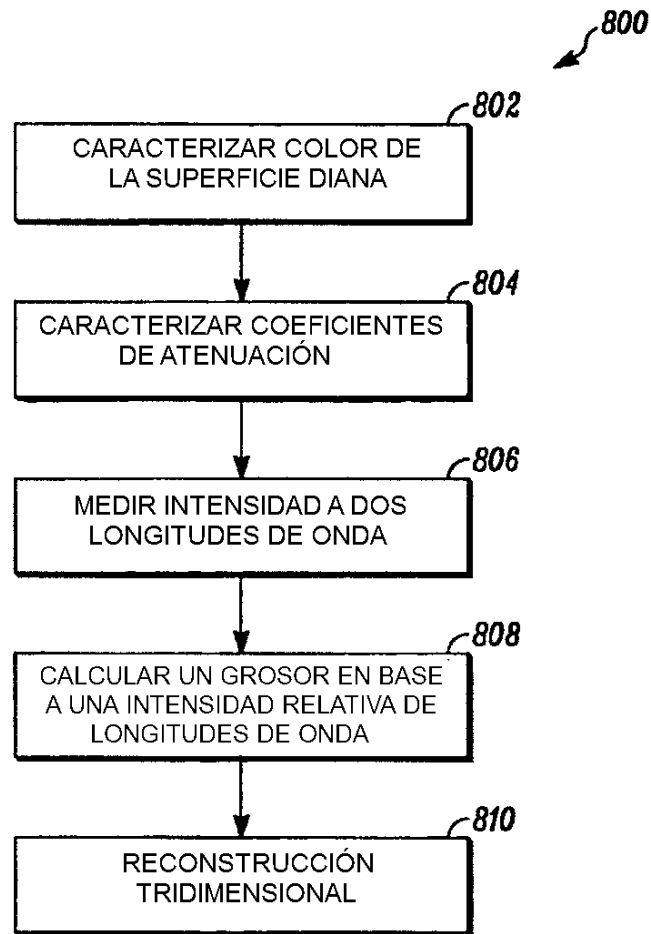 800
802
CARACTERIZAR COLOR DE
LA SUPERFICIE DIANA
804
CARACTERIZAR COEFICIENTES
DE ATENUACIÓN
806
MEDIR INTENSIDAD A DOS
LONGITUDES DE ONDA
808
CALCULAR UN GROSOR EN BASE
A UNA INTENSIDAD RELATIVA DE
LONGITUDES DE ONDA
810
RECONSTRUCCIÓN
TRIDIMENSIONAL